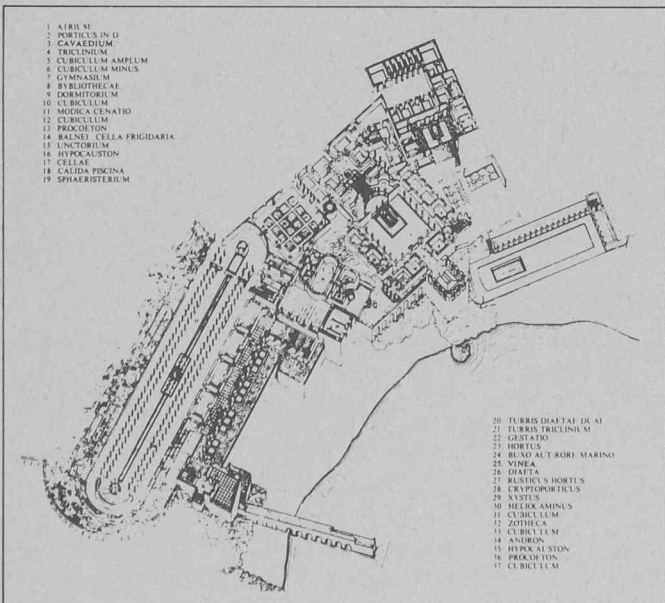 1 ATRIUM
2 PORTICUS IN D
3 CAVAEDIUM
4 TRICLINIUM
5 CUBICULUM AMPLUM
6 CUBICULUM MINUS
7 GYMNASIUM
8 BYBLIOTHECAE
9 DORMITORIUM
10 CUBICULUM
11 MODICA CENATIO
12 CUBICULUM
13 PROCOETON
14 BALNEI CELLA FRIGIDARIA
15 UNCTORIUM
16 HYPOCAUSTON
17 CELLAE
18 CALIDA PISCINA
19 SPHAERISTERIUM
20 TURRIS DIAETAE DUAE
21 TURRIS TRICLINIUM
22 GESTATIO
23 HORTUS
24 BUXO AUT RORE MARINO
25. VINEA
26 DIAETA
27 RUSTICUS HORTUS
28 CRYPTOPORTICUS
29 XYSTUS
30 HELIOCAMINUS
31 CUBICULUM
32 ZOTHECA
33 CUBICULUM
34 ANDRON
35 HYPOCAUSTON
36 PROCOETON
37 CUBICULUM